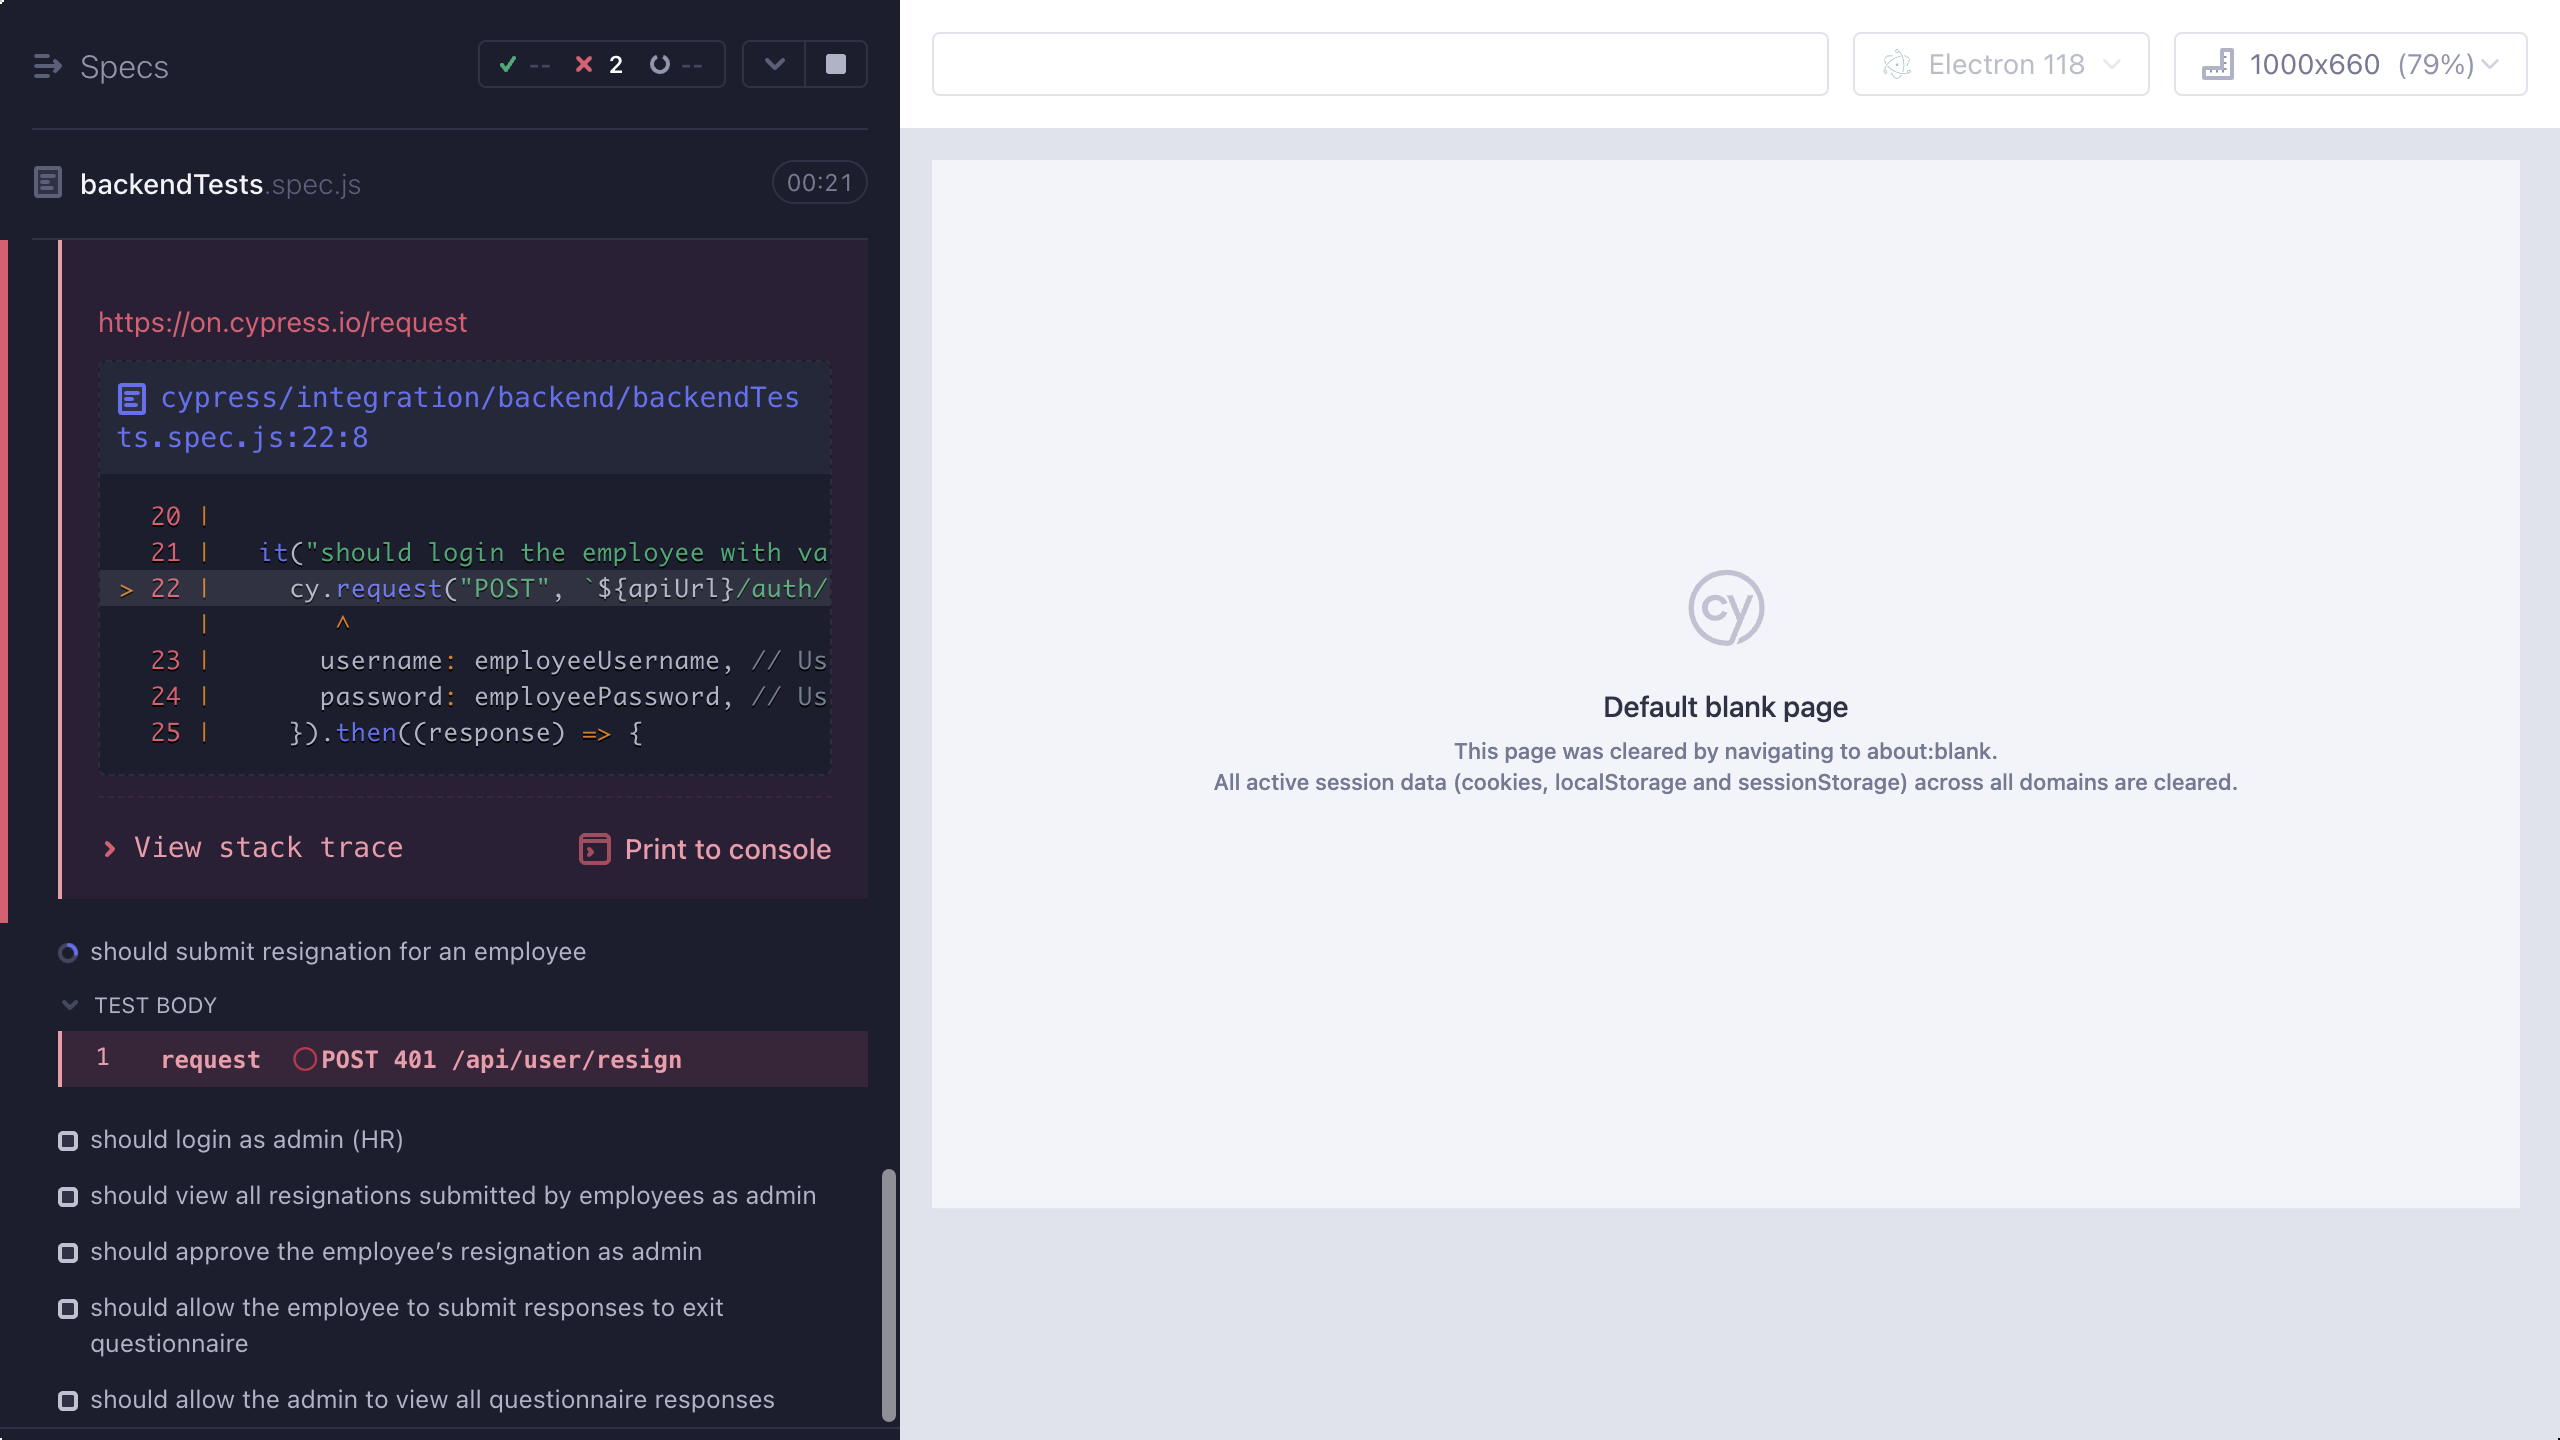 Specs
-- 2 --
backendTests.spec.js
00:21
https://on.cypress.io/request
cypress/integration/backend/backendTes
ts.spec.js:22:8
20 |
21 | it("should login the employee with va
> 22 | cy.request("POST", `${apiUrl}/auth/
| ^
23 | username: employeeUsername, // Us
24 | password: employeePassword, // Us
25 | }).then((response) => {
View stack trace
Print to console
should submit resignation for an employee
TEST BODY
1 request POST 401 /api/user/resign
should login as admin (HR)
should view all resignations submitted by employees as admin
should approve the employee’s resignation as admin
should allow the employee to submit responses to exit
questionnaire
should allow the admin to view all questionnaire responses
Electron 118
1000x660 (79%)
cy
Default blank page
This page was cleared by navigating to about:blank.
All active session data (cookies, localStorage and sessionStorage) across all domains are cleared.